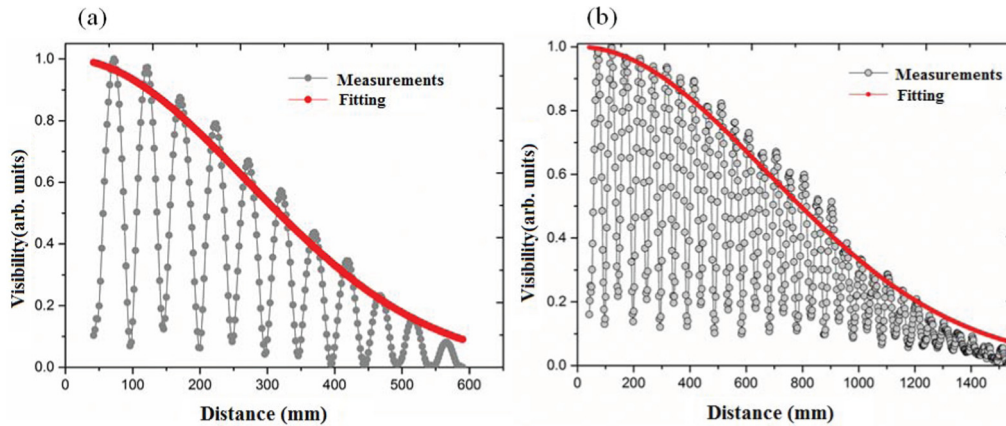 (a)
1.0
0.8
0.6
0.4
0.2
0.0
Visibility(arb. units)
Measurements
Fitting
0 100 200 300 400 500 600
Distance (mm)
(b)
1.0
0.8
0.6
0.4
0.2
0.0
Visibility(arb. units)
Measurements
Fitting
0 200 400 600 800 1000 1200 1400
Distance (mm)